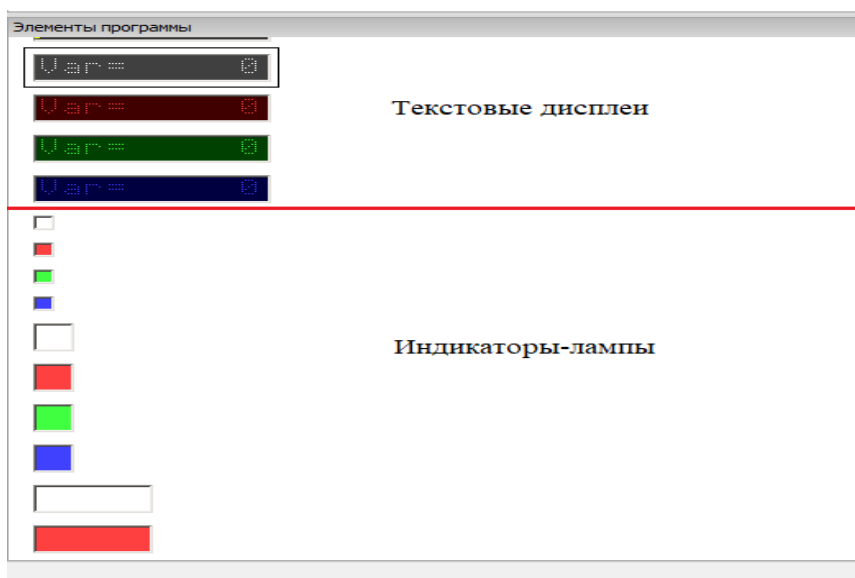 Элементы программы
Var= 0
Var= 0
Текстовые дисплеи
Var= 0
Var= 0
Индикаторы-лампы